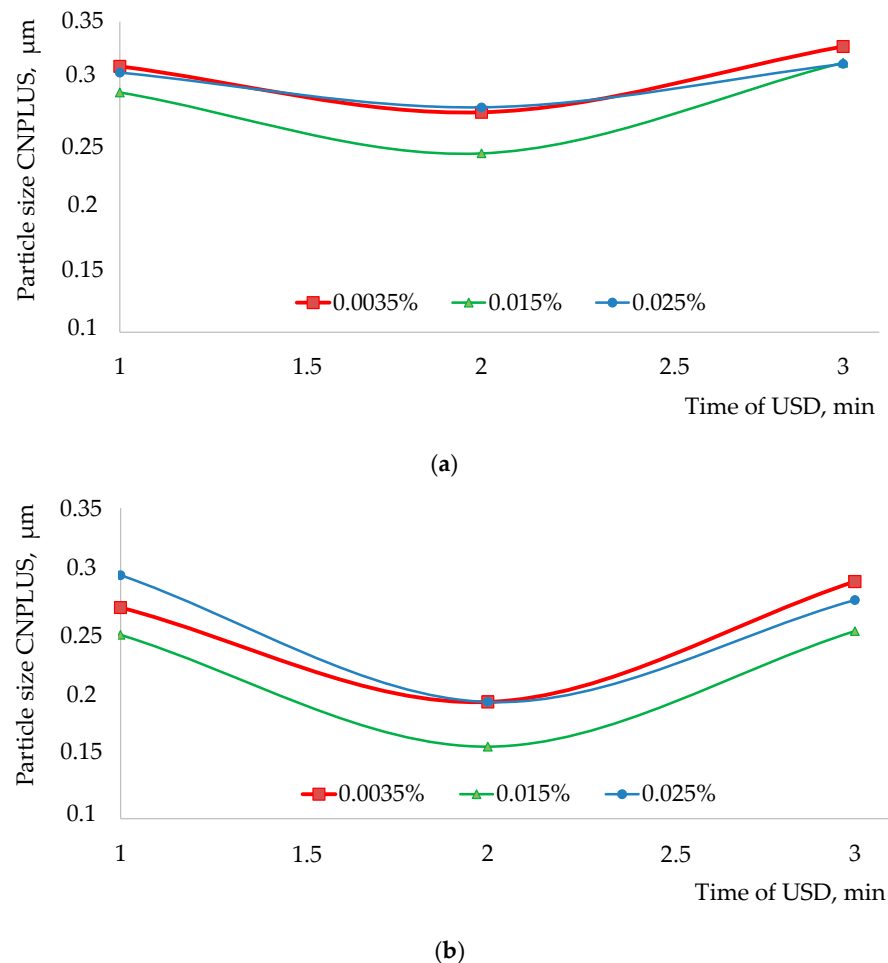 Particle size CNPLUS, μm
0.35
0.3
0.25
0.2
0.15
0.1
0.0035% 0.015% 0.025%
1 1.5 2 2.5 3
Time of USD, min
(a)
Particle size CNPLUS, μm
0.35
0.3
0.25
0.2
0.15
0.1
0.0035% 0.015% 0.025%
1 1.5 2 2.5 3
Time of USD, min
(b)